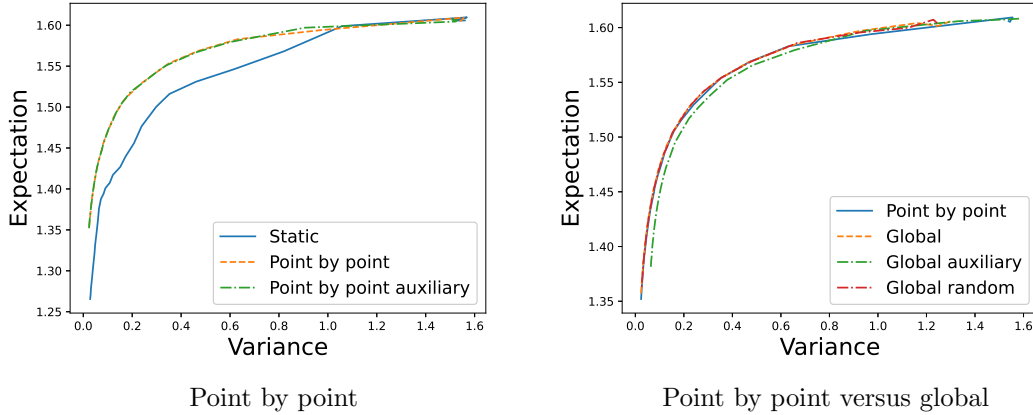 Expectation
1.60
1.55
1.50
1.45
1.40
1.35
1.30
1.25
Static
Point by point
Point by point auxiliary
0.0 0.2 0.4 0.6 0.8 1.0 1.2 1.4 1.6
Variance
Point by point
Expectation
1.60
1.55
1.50
1.45
1.40
1.35
Point by point
Global
Global auxiliary
Global random
0.0 0.2 0.4 0.6 0.8 1.0 1.2 1.4 1.6
Variance
Point by point versus global